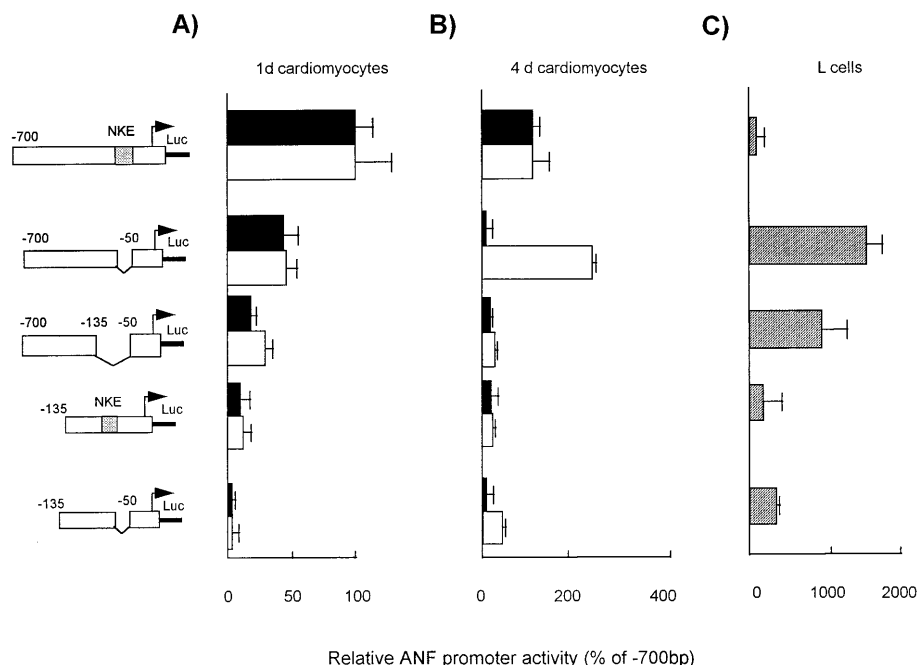 A) B) C)
1d cardiomyocytes 4 d cardiomyocytes L cells
-700 NKE Luc
-700 -50 Luc
-700 -135 -50 Luc
NKE
-135 Luc
-135 -50 Luc
0 50 100 0 200 400 0 1000 2000
Relative ANF promoter activity (% of -700bp)